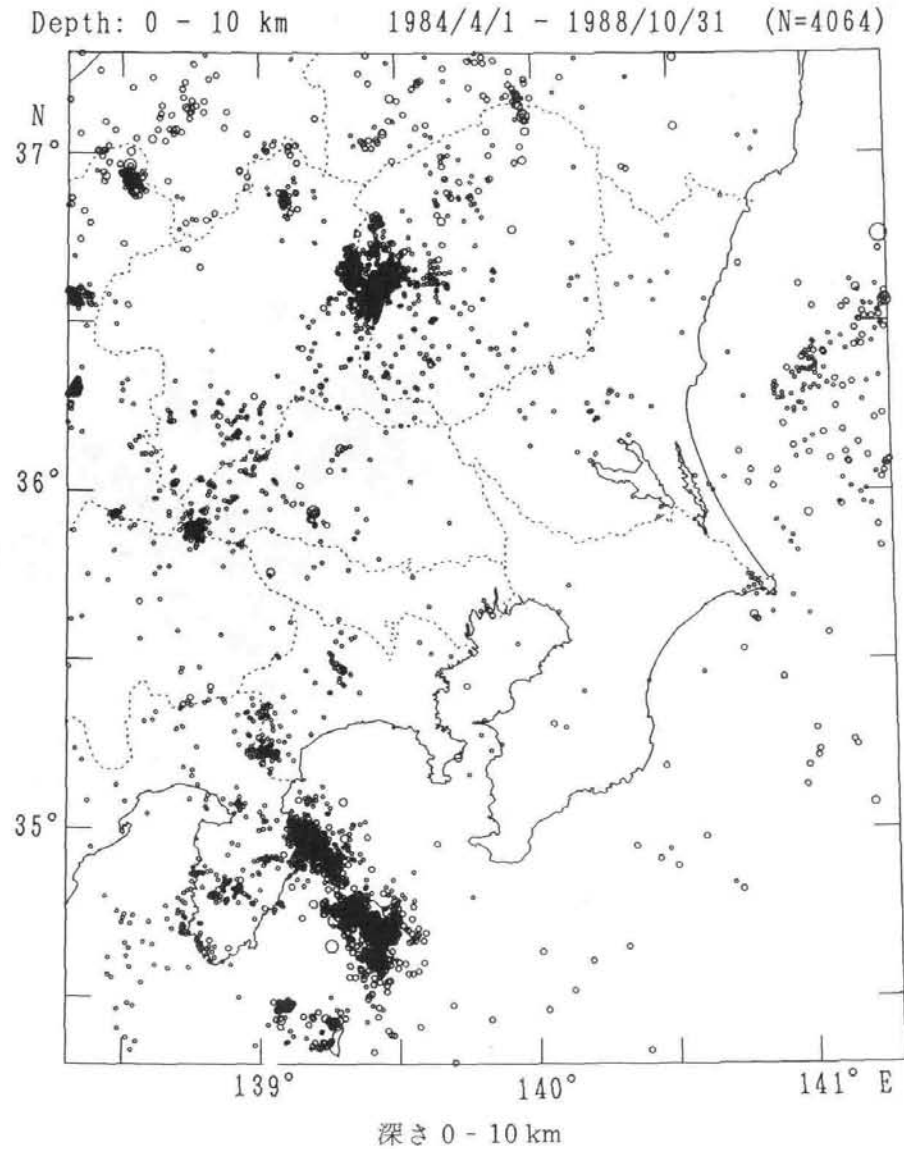 Depth: 0 - 10 km 1984/4/1 - 1988/10/31 (N=4064)
N
37°
36°
35°
139° 140° 141° E
深さ 0 - 10 km